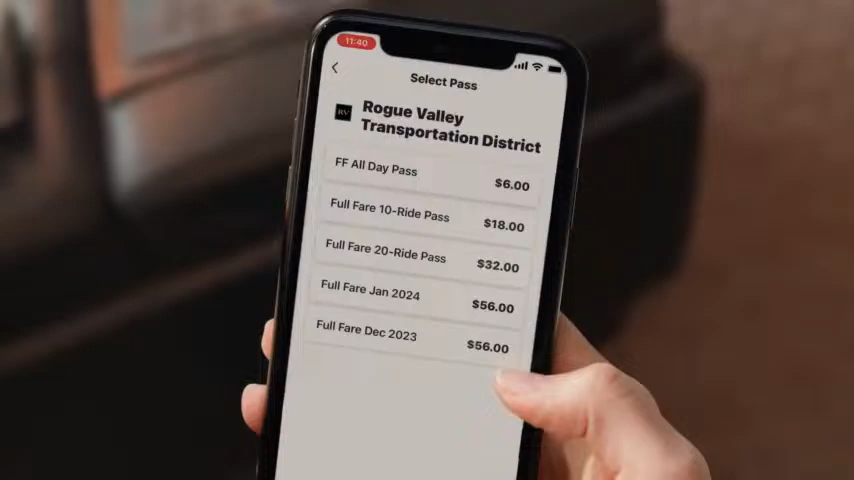 11:40
Select Pass
RV
Rogue Valley
Transportation District
FF All Day Pass $6.00
Full Fare 10-Ride Pass $18.00
Full Fare 20-Ride Pass $32.00
Full Fare Jan 2024 $56.00
Full Fare Dec 2023 $56.00